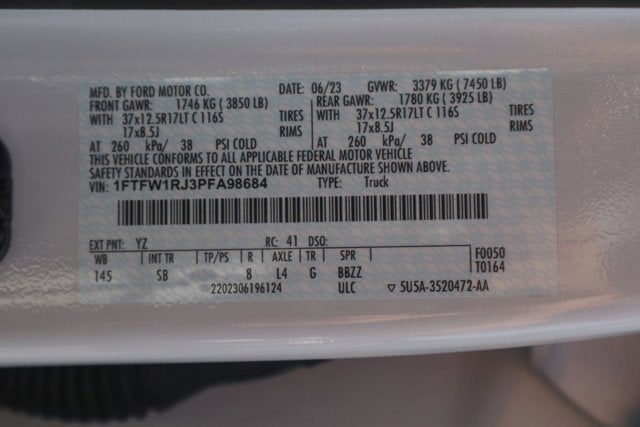 MFD. BY FORD MOTOR CO. DATE: 06/23 GVWR: 3379 KG (7450 LB)
FRONT GAWR: 1746 KG (3850 LB) REAR GAWR: 1780 KG (3925 LB)
WITH 37x12.5R17LT C 116S TIRES WITH 37x12.5R17LT C 116S TIRES
17x8.5J RIMS 17x8.5J RIMS
AT 260 kPa/ 38 PSI COLD AT 260 kPa/ 38 PSI COLD
THIS VEHICLE CONFORMS TO ALL APPLICABLE FEDERAL MOTOR VEHICLE
SAFETY STANDARDS IN EFFECT ON THE DATE OF MANUFACTURE SHOWN ABOVE.
VIN: 1FTFW1RJ3PFA98684 TYPE: Truck
EXT PNT: YZ RC: 41 DSO:
WB INT TR TP/PS R AXLE TR SPR F0050
145 SB 8 L4 G BBZZ T0164
2202306196124 ULC ▽ 5U5A-3520472-AA